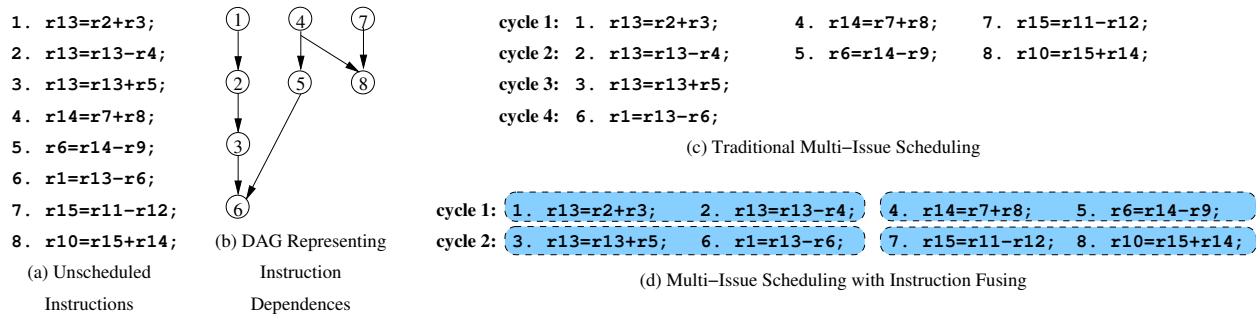 1. r13=r2+r3;
2. r13=r13−r4;
3. r13=r13+r5;
4. r14=r7+r8;
5. r6=r14−r9;
6. r1=r13−r6;
7. r15=r11−r12;
8. r10=r15+r14;
(a) Unscheduled
Instructions
1 4 7
2 5 8
3
6
(b) DAG Representing
Instruction
Dependences
cycle 1: 1. r13=r2+r3; 4. r14=r7+r8; 7. r15=r11−r12;
cycle 2: 2. r13=r13−r4; 5. r6=r14−r9; 8. r10=r15+r14;
cycle 3: 3. r13=r13+r5;
cycle 4: 6. r1=r13−r6;
(c) Traditional Multi−Issue Scheduling
cycle 1: 1. r13=r2+r3; 2. r13=r13−r4; 4. r14=r7+r8; 5. r6=r14−r9;
cycle 2: 3. r13=r13+r5; 6. r1=r13−r6; 7. r15=r11−r12; 8. r10=r15+r14;
(d) Multi−Issue Scheduling with Instruction Fusing